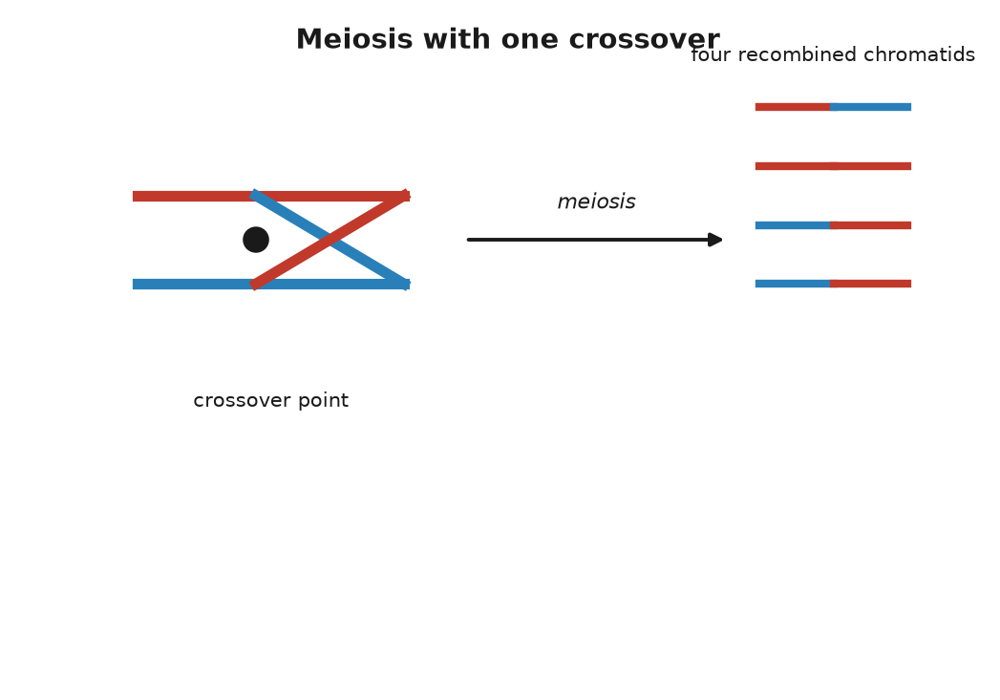 Meiosis with one crossover
four recombined chromatids
meiosis
crossover point